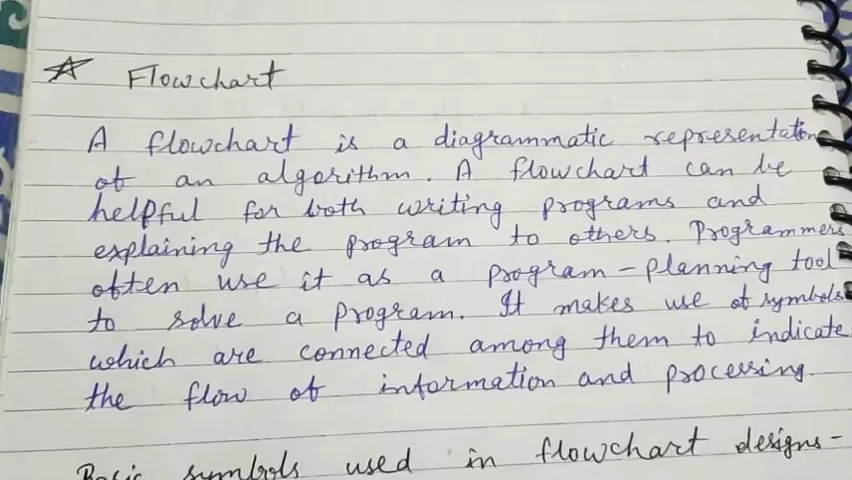 ☆ Flowchart
A flowchart is a diagrammatic representation
of an algorithm. A flowchart can be
helpful for both writing programs and
explaining the program to others. Programmers
often use it as a program-planning tool
to solve a program. It makes use of symbols
which are connected among them to indicate
the flow of information and processing.
Basic symbols used in flowchart designs-